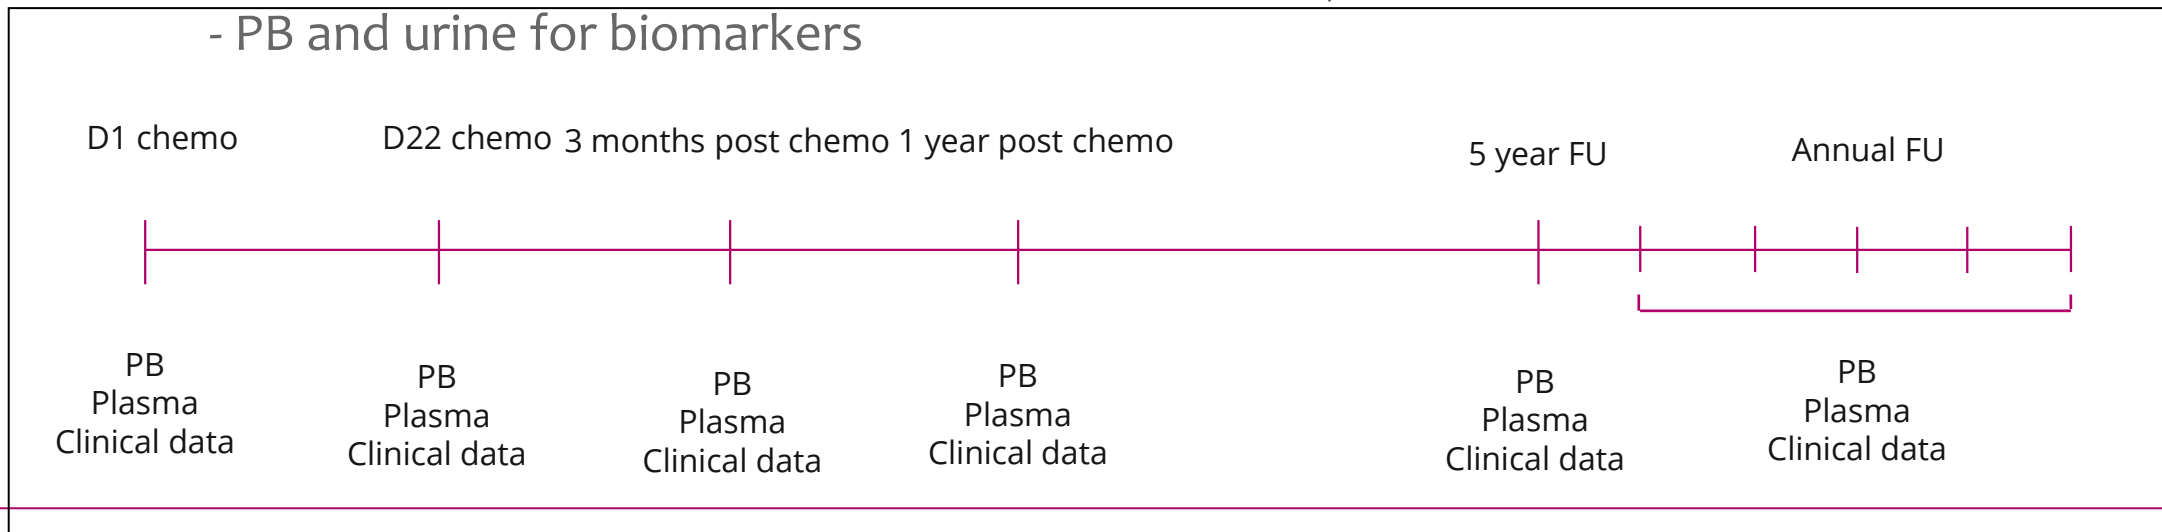 - PB and urine for biomarkers
D1 chemo
D22 chemo
3 months post chemo
1 year post chemo
5 year FU
Annual FU
PB
Plasma
Clinical data
PB
Plasma
Clinical data
PB
Plasma
Clinical data
PB
Plasma
Clinical data
PB
Plasma
Clinical data
PB
Plasma
Clinical data